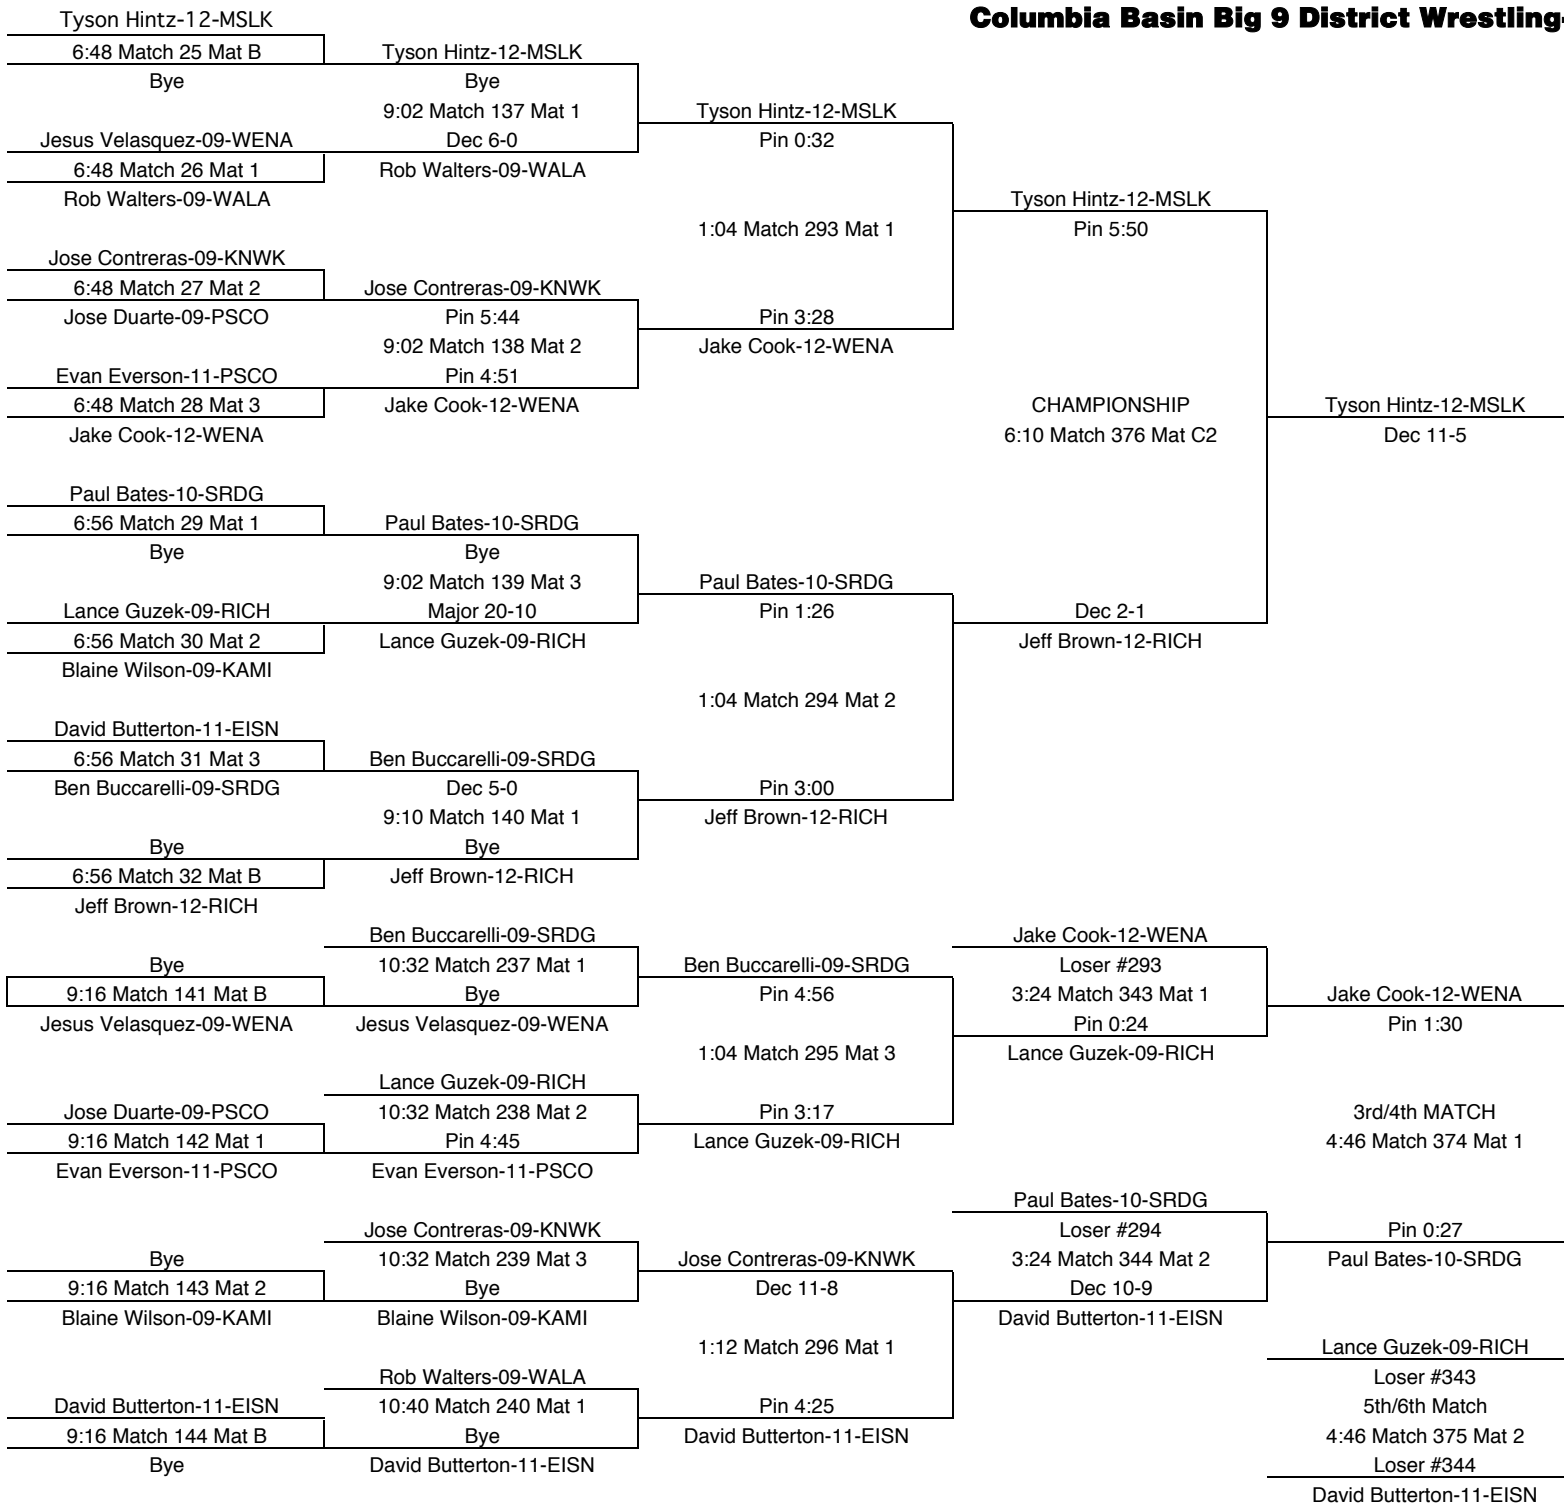 Columbia Basin Big 9 District Wrestling-
Tyson Hintz-12-MSLK
6:48 Match 25 Mat B
Bye
Jesus Velasquez-09-WENA
6:48 Match 26 Mat 1
Rob Walters-09-WALA
Jose Contreras-09-KNWK
6:48 Match 27 Mat 2
Jose Duarte-09-PSCO
Evan Everson-11-PSCO
6:48 Match 28 Mat 3
Jake Cook-12-WENA
Paul Bates-10-SRDG
6:56 Match 29 Mat 1
Bye
Lance Guzek-09-RICH
6:56 Match 30 Mat 2
Blaine Wilson-09-KAMI
David Butterton-11-EISN
6:56 Match 31 Mat 3
Ben Buccarelli-09-SRDG
Bye
6:56 Match 32 Mat B
Jeff Brown-12-RICH
Tyson Hintz-12-MSLK
Bye
9:02 Match 137 Mat 1
Dec 6-0
Rob Walters-09-WALA
Jose Contreras-09-KNWK
Pin 5:44
9:02 Match 138 Mat 2
Pin 4:51
Jake Cook-12-WENA
Paul Bates-10-SRDG
Bye
9:02 Match 139 Mat 3
Major 20-10
Lance Guzek-09-RICH
Ben Buccarelli-09-SRDG
Dec 5-0
9:10 Match 140 Mat 1
Bye
Jeff Brown-12-RICH
Tyson Hintz-12-MSLK
Pin 0:32
1:04 Match 293 Mat 1
Pin 3:28
Jake Cook-12-WENA
Paul Bates-10-SRDG
Pin 1:26
1:04 Match 294 Mat 2
Pin 3:00
Jeff Brown-12-RICH
Tyson Hintz-12-MSLK
Pin 5:50
CHAMPIONSHIP
6:10 Match 376 Mat C2
Dec 2-1
Jeff Brown-12-RICH
Tyson Hintz-12-MSLK
Dec 11-5
Bye
9:16 Match 141 Mat B
Jesus Velasquez-09-WENA
Jose Duarte-09-PSCO
9:16 Match 142 Mat 1
Evan Everson-11-PSCO
Bye
9:16 Match 143 Mat 2
Blaine Wilson-09-KAMI
David Butterton-11-EISN
9:16 Match 144 Mat B
Bye
Ben Buccarelli-09-SRDG
10:32 Match 237 Mat 1
Bye
Jesus Velasquez-09-WENA
Lance Guzek-09-RICH
10:32 Match 238 Mat 2
Pin 4:45
Evan Everson-11-PSCO
Jose Contreras-09-KNWK
10:32 Match 239 Mat 3
Bye
Blaine Wilson-09-KAMI
Rob Walters-09-WALA
10:40 Match 240 Mat 1
Bye
David Butterton-11-EISN
Ben Buccarelli-09-SRDG
Pin 4:56
1:04 Match 295 Mat 3
Pin 3:17
Lance Guzek-09-RICH
Jose Contreras-09-KNWK
Dec 11-8
1:12 Match 296 Mat 1
Pin 4:25
David Butterton-11-EISN
Jake Cook-12-WENA
Loser #293
3:24 Match 343 Mat 1
Pin 0:24
Lance Guzek-09-RICH
Paul Bates-10-SRDG
Loser #294
3:24 Match 344 Mat 2
Dec 10-9
David Butterton-11-EISN
Jake Cook-12-WENA
Pin 1:30
3rd/4th MATCH
4:46 Match 374 Mat 1
Pin 0:27
Paul Bates-10-SRDG
Lance Guzek-09-RICH
Loser #343
5th/6th Match
4:46 Match 375 Mat 2
Loser #344
David Butterton-11-EISN